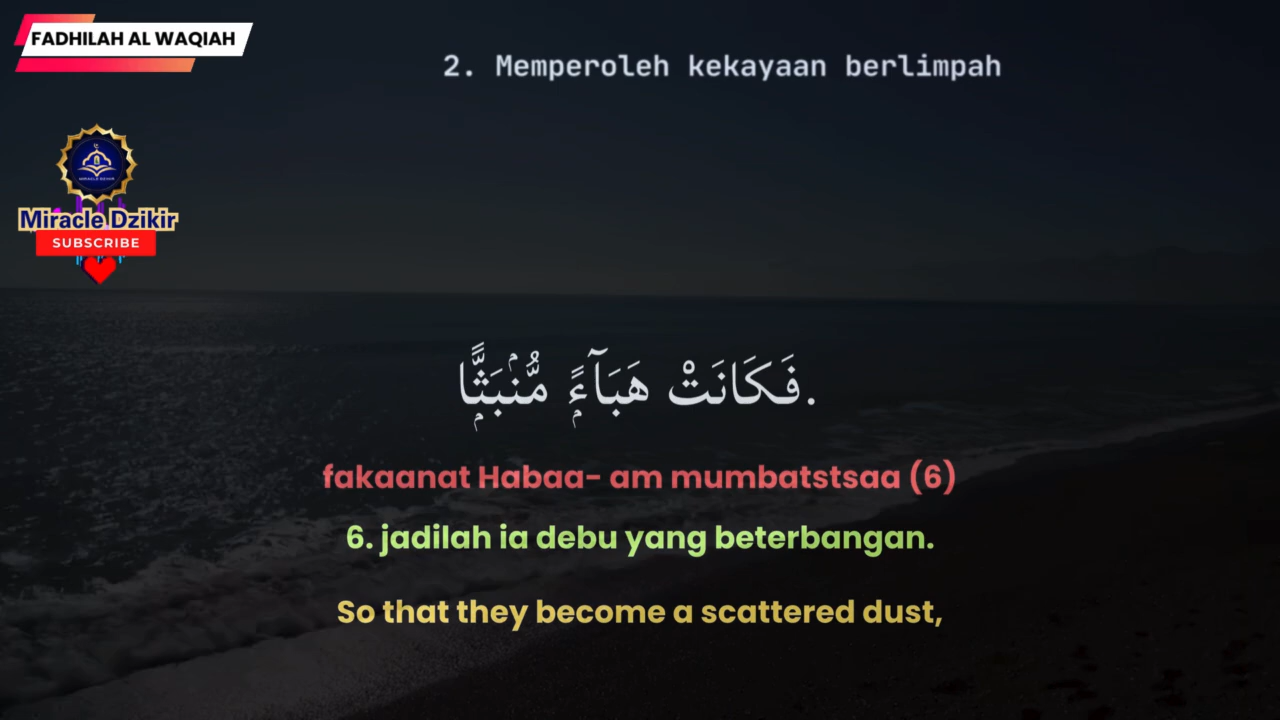 FADHILAH AL WAQIAH
2. Memperoleh kekayaan berlimpah
Miracle Dzikir
SUBSCRIBE
فَكَانَتْ هَبَآءًۭ مُّنۢبَثًّۭا.
fakaanat Habaa- am mumbatstsaa (6)
6. jadilah ia debu yang beterbangan.
So that they become a scattered dust,